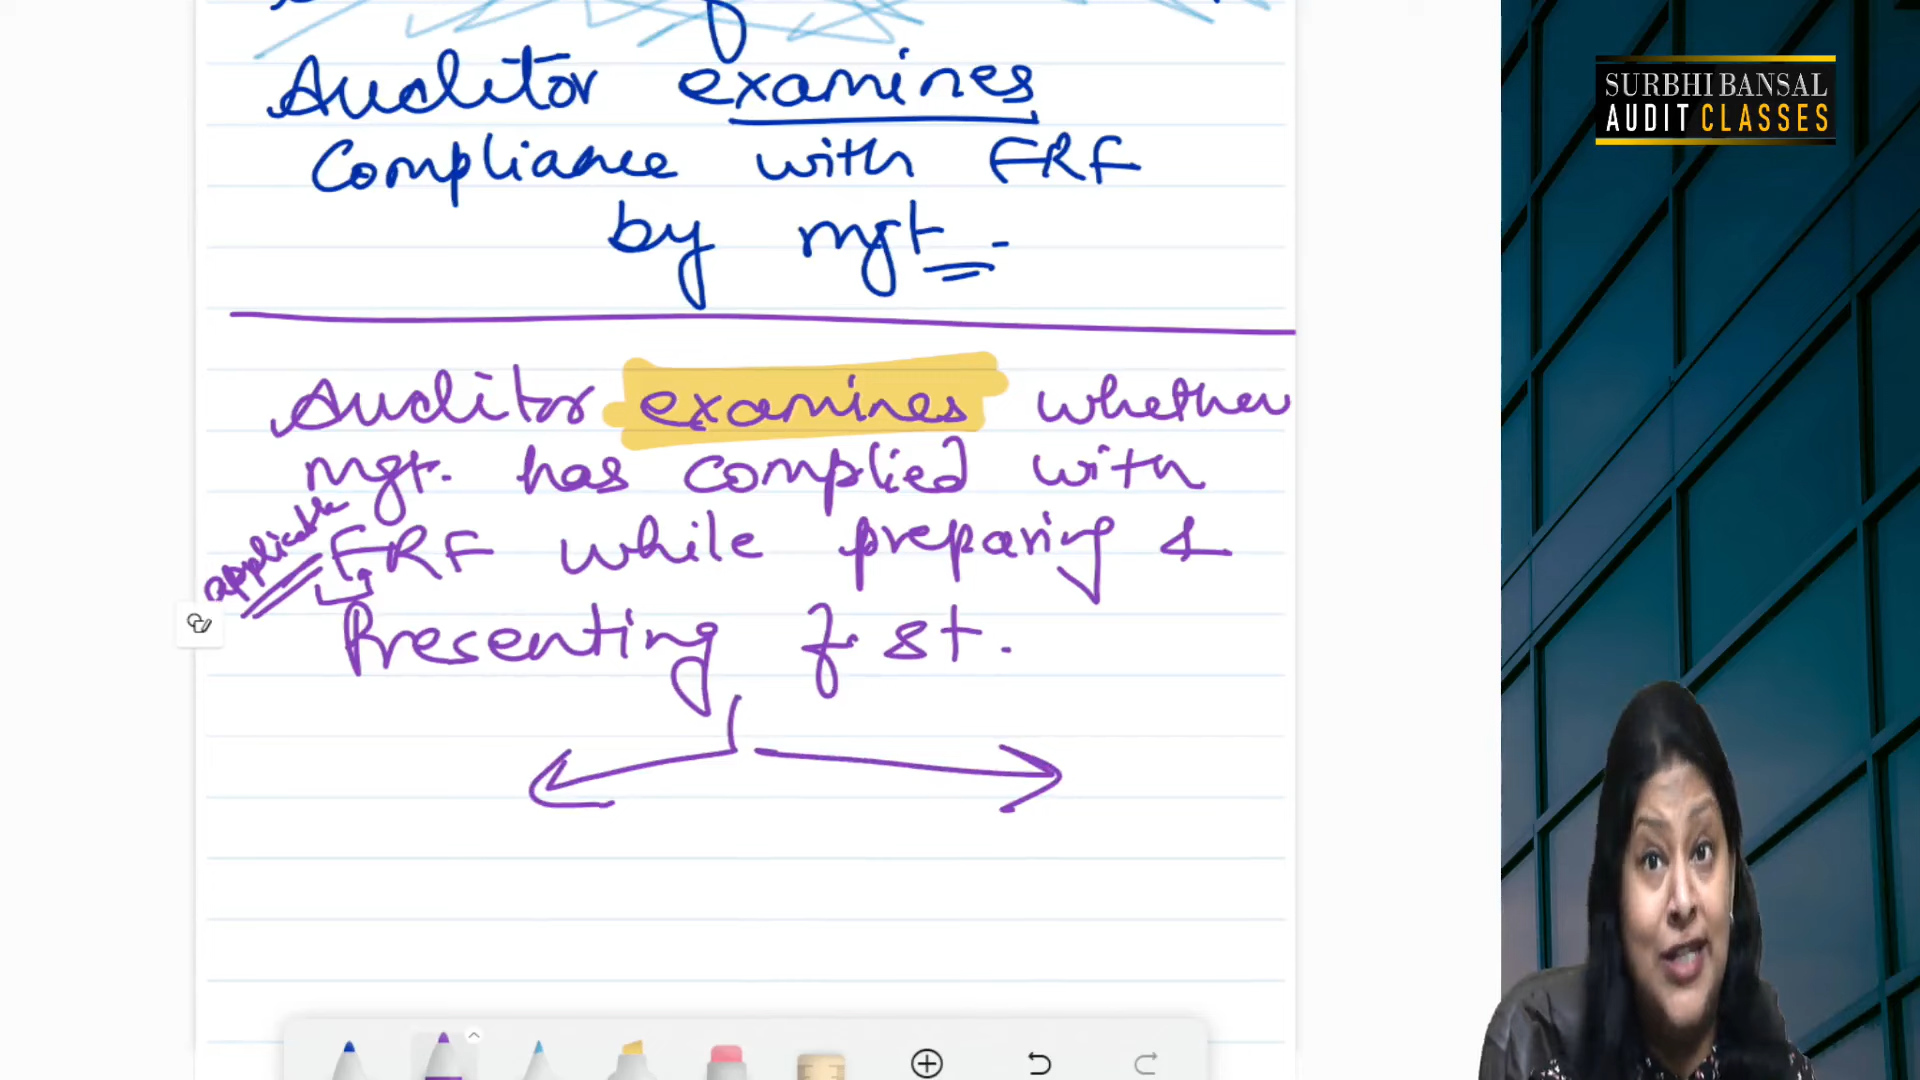 Auditor examines
Compliance with FRF
by mgt.
Auditor examines whether
mgt. has complied with
applicable FRF while preparing &
Presenting f. st.
SURBHI BANSAL
AUDIT CLASSES